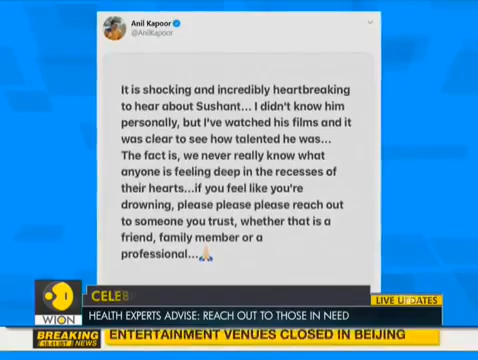 Anil Kapoor
@AnilKapoor
It is shocking and incredibly heartbreaking
to hear about Sushant... I didn't know him
personally, but I've watched his films and it
was clear to see how talented he was...
The fact is, we never really know what
anyone is feeling deep in the recesses of
their hearts...if you feel like you're
drowning, please please please reach out
to someone you trust, whether that is a
friend, family member or a
professional...🙏🏻
CELEB
LIVE UPDATES
WION
HEALTH EXPERTS ADVISE: REACH OUT TO THOSE IN NEED
BREAKING
NEWS
ENTERTAINMENT VENUES CLOSED IN BEIJING